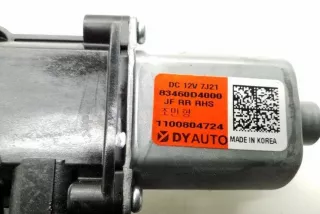 DC 12V 7J21
83460D4000
JF RR RHS
1100804724
DYAUTO
MADE IN KOREA